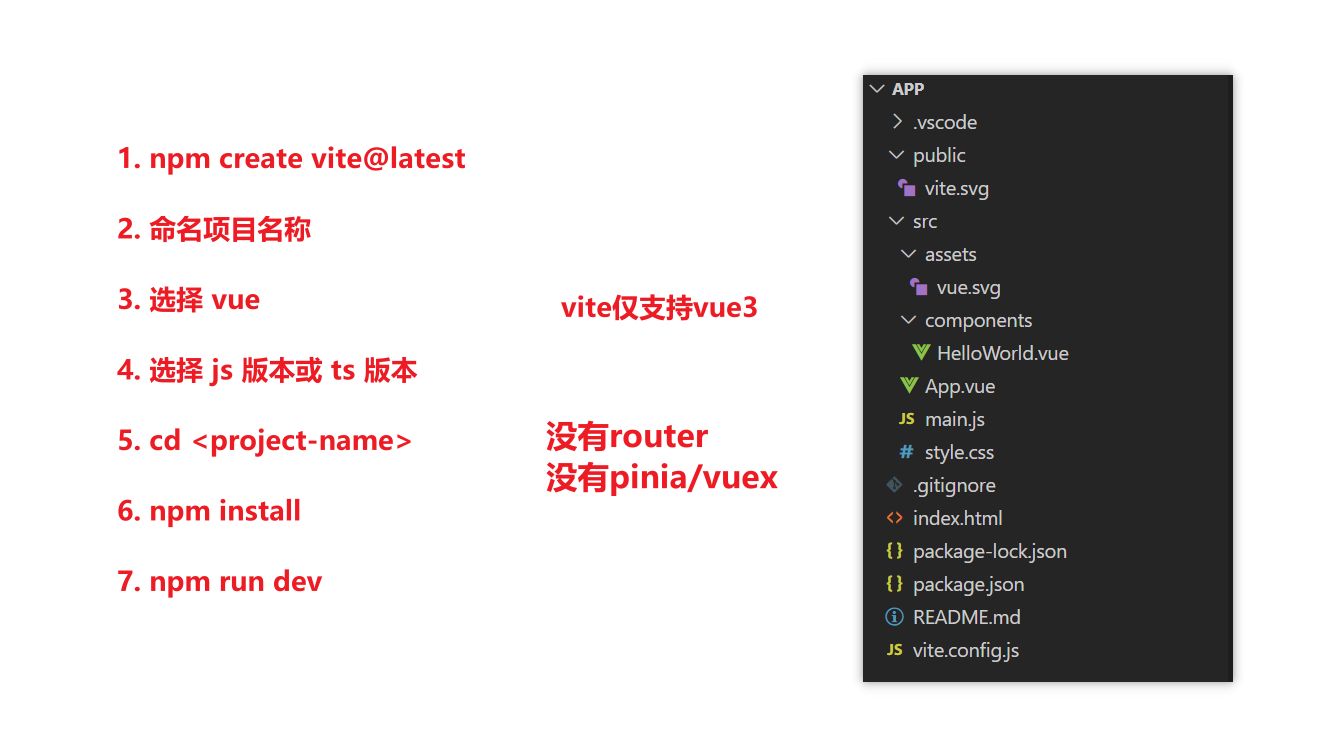 1. npm create vite@latest
2. 命名项目名称
3. 选择 vue
4. 选择 js 版本或 ts 版本
5. cd <project-name>
6. npm install
7. npm run dev
vite仅支持vue3
没有router
没有pinia/vuex
APP
.vscode
public
vite.svg
src
assets
vue.svg
components
HelloWorld.vue
App.vue
JS main.js
# style.css
.gitignore
<> index.html
{} package-lock.json
{} package.json
README.md
JS vite.config.js